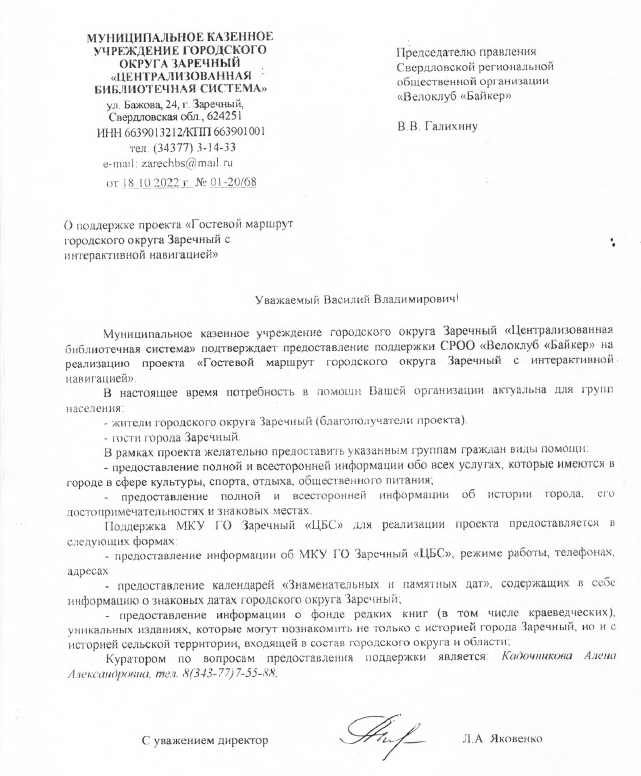 МУНИЦИПАЛЬНОЕ КАЗЕННОЕ
УЧРЕЖДЕНИЕ ГОРОДСКОГО
ОКРУГА ЗАРЕЧНЫЙ
«ЦЕНТРАЛИЗОВАННАЯ
БИБЛИОТЕЧНАЯ СИСТЕМА»
ул. Бажова, 24, г. Заречный,
Свердловская обл., 624251
ИНН 6639013212/КПП 663901001
тел. (34377) 3-14-33
e-mail: zarechbs@mail.ru
от 18.10.2022 г. № 01-20/68
Председателю правления
Свердловской региональной
общественной организации
«Велоклуб «Байкер»
В.В. Галихину
О поддержке проекта «Гостевой маршрут
городского округа Заречный с
интерактивной навигацией»
Уважаемый Василий Владимирович!
Муниципальное казенное учреждение городского округа Заречный «Централизованная
библиотечная система» подтверждает предоставление поддержки СРОО «Велоклуб «Байкер» на
реализацию проекта «Гостевой маршрут городского округа Заречный с интерактивной
навигацией».
В настоящее время потребность в помощи Вашей организации актуальна для групп
населения:
- жители городского округа Заречный (благополучатели проекта).
- гости города Заречный.
В рамках проекта желательно предоставить указанным группам граждан виды помощи:
- предоставление полной и всесторонней информации обо всех услугах, которые имеются в
городе в сфере культуры, спорта, отдыха, общественного питания;
- предоставление полной и всесторонней информации об истории города, его
достопримечательностях и знаковых местах.
Поддержка МКУ ГО Заречный «ЦБС» для реализации проекта предоставляется в
следующих формах:
- предоставление информации об МКУ ГО Заречный «ЦБС», режиме работы, телефонах,
адресах
- предоставление календарей «Знаменательных и памятных дат», содержащих в себе
информацию о знаковых датах городского округа Заречный;
- предоставление информации о фонде редких книг (в том числе краеведческих),
уникальных изданиях, которые могут познакомить не только с историей города Заречный, но и с
историей сельской территории, входящей в состав городского округа и области;
Куратором по вопросам предоставления поддержки является: Кадочникова Алена
Александровна, тел. 8(343-77)7-55-88.
С уважением директор
Л.А. Яковенко